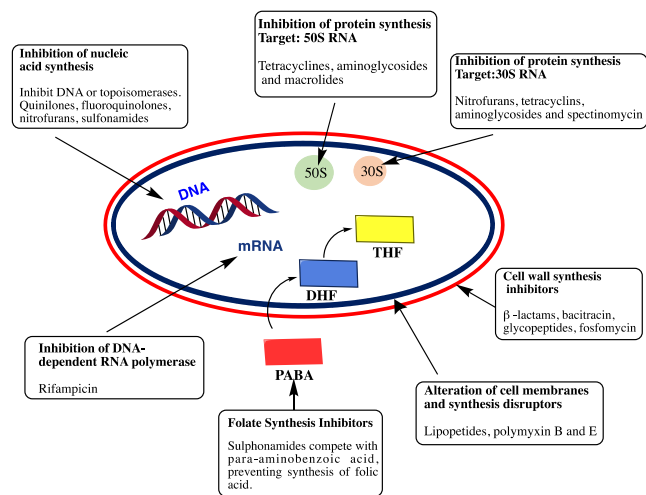 Inhibition of protein synthesis
Target: 50S RNA
Tetracyclines, aminoglycosides
and macrolides
Inhibition of nucleic
acid synthesis
Inhibit DNA or topoisomerases.
Quinilones, fluoroquinolones,
nitrofurans, sulfonamides
Inhibition of protein synthesis
Target:30S RNA
Nitrofurans, tetracyclins,
aminoglycosides and spectinomycin
50S
30S
DNA
mRNA
THF
DHF
PABA
Cell wall synthesis
inhibitors
β -lactams, bacitracin,
glycopeptides, fosfomycin
Inhibition of DNA-
dependent RNA polymerase
Rifampicin
Alteration of cell membranes
and synthesis disruptors
Lipopetides, polymyxin B and E
Folate Synthesis Inhibitors
Sulphonamides compete with
para-aminobenzoic acid,
preventing synthesis of folic
acid.